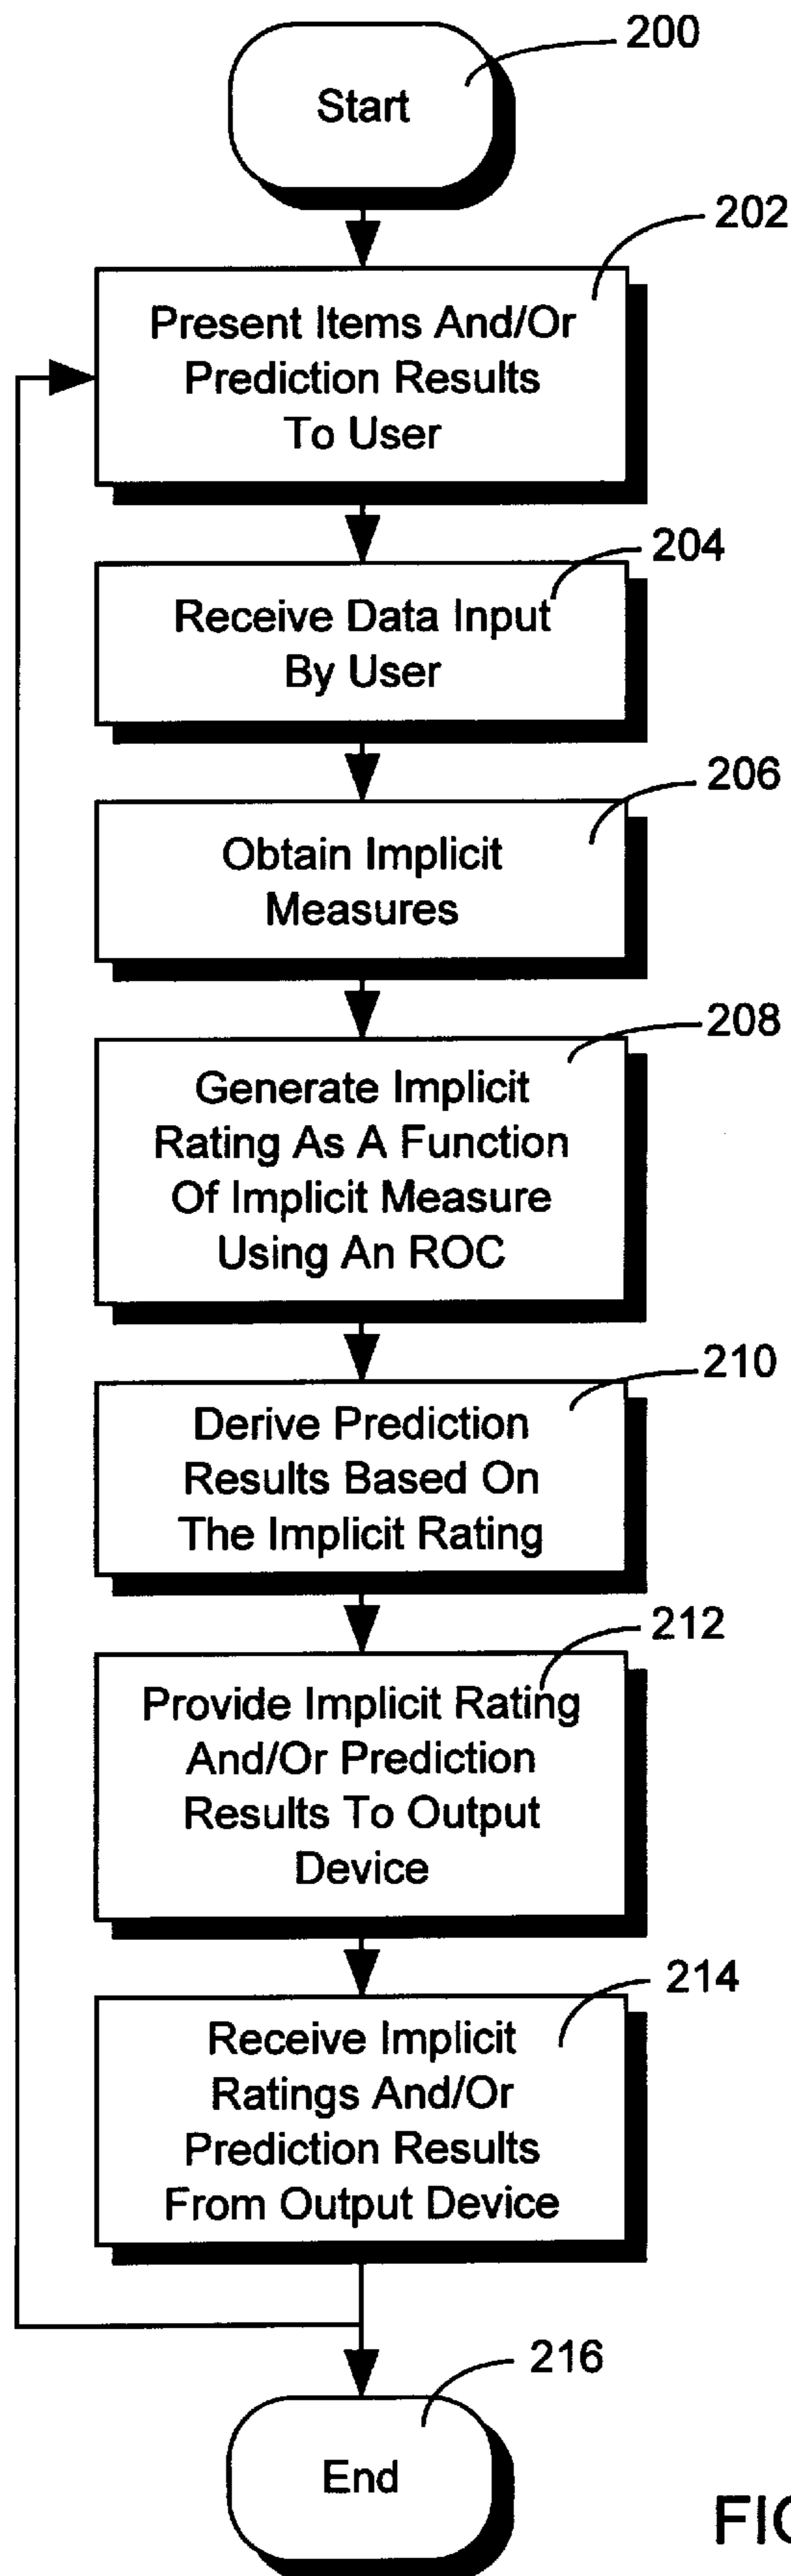 200
Start
202
Present Items And/Or
Prediction Results
To User
204
Receive Data Input
By User
206
Obtain Implicit
Measures
208
Generate Implicit
Rating As A Function
Of Implicit Measure
Using An ROC
210
Derive Prediction
Results Based On
The Implicit Rating
212
Provide Implicit Rating
And/Or Prediction
Results To Output
Device
214
Receive Implicit
Ratings And/Or
Prediction Results
From Output Device
216
End